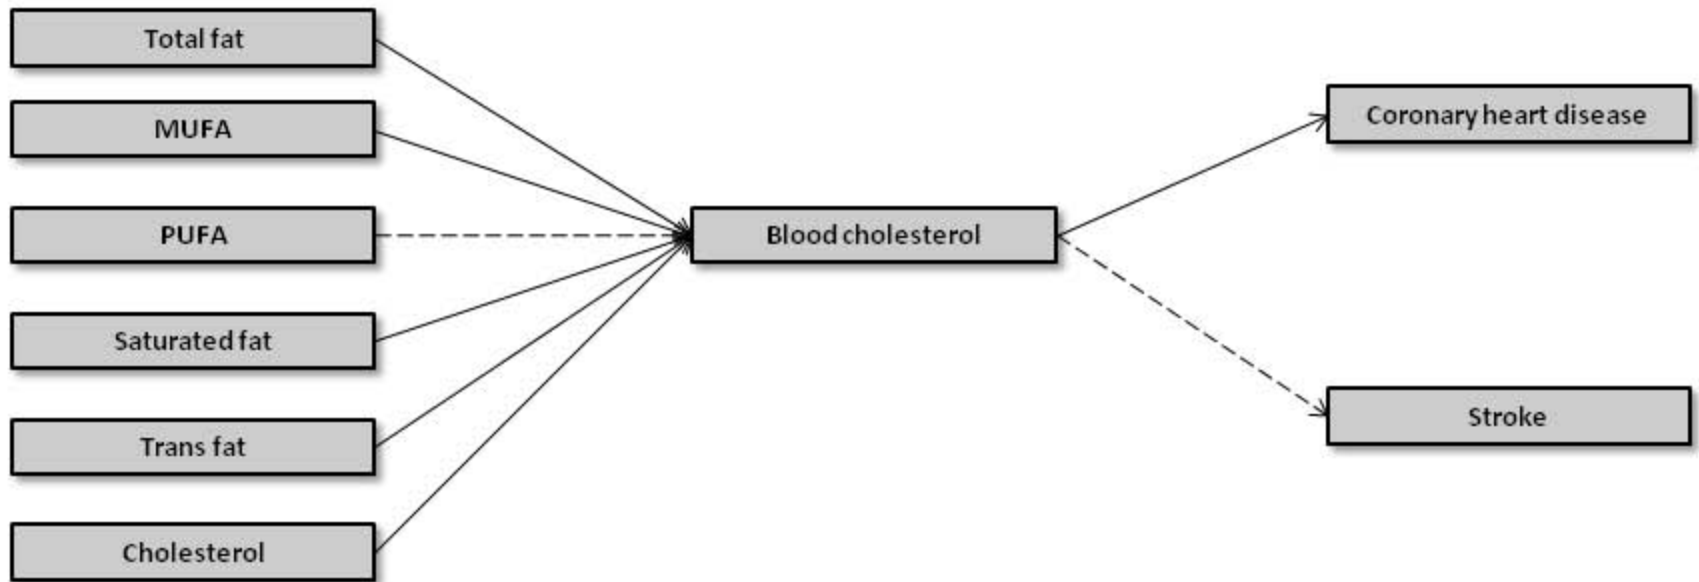 Total fat
MUFA
PUFA
Saturated fat
Trans fat
Cholesterol
Blood cholesterol
Coronary heart disease
Stroke